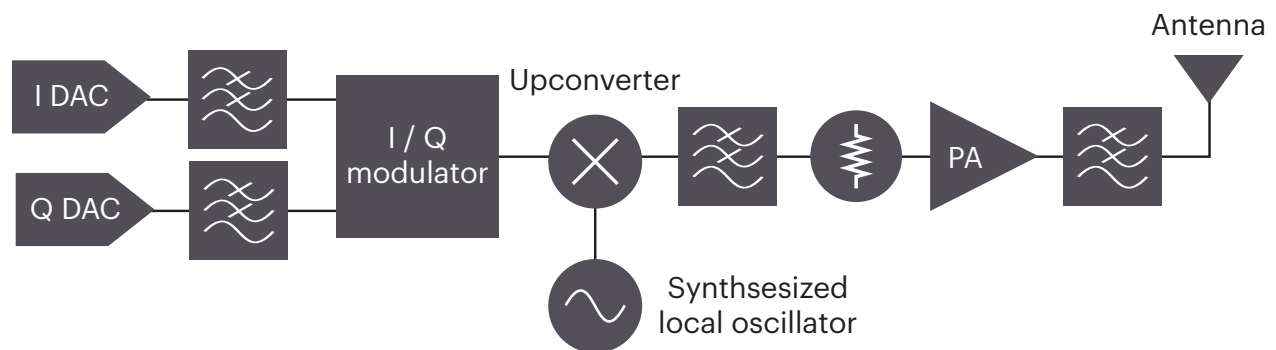 Antenna
I DAC
Upconverter
I / Q
modulator
PA
Q DAC
Synthsesized
local oscillator